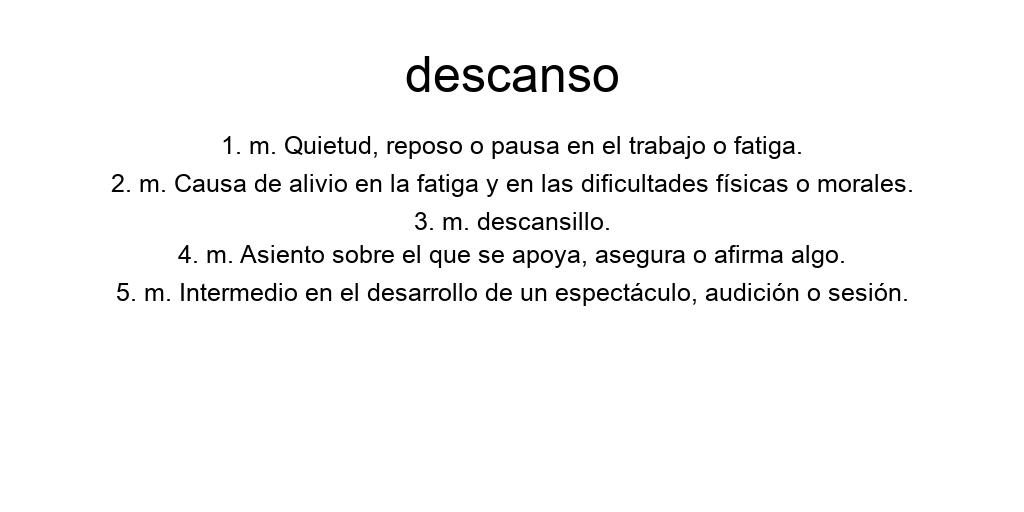 descanso
1. m. Quietud, reposo o pausa en el trabajo o fatiga.
2. m. Causa de alivio en la fatiga y en las dificultades físicas o morales.
3. m. descansillo.
4. m. Asiento sobre el que se apoya, asegura o afirma algo.
5. m. Intermedio en el desarrollo de un espectáculo, audición o sesión.